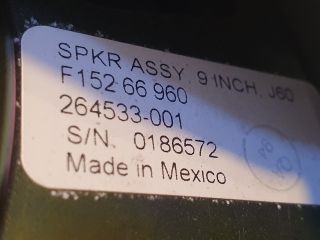 SPKR ASSY, 9 INCH, J60
F152 66 960
264533-001
S/N. 0186572
Made in Mexico